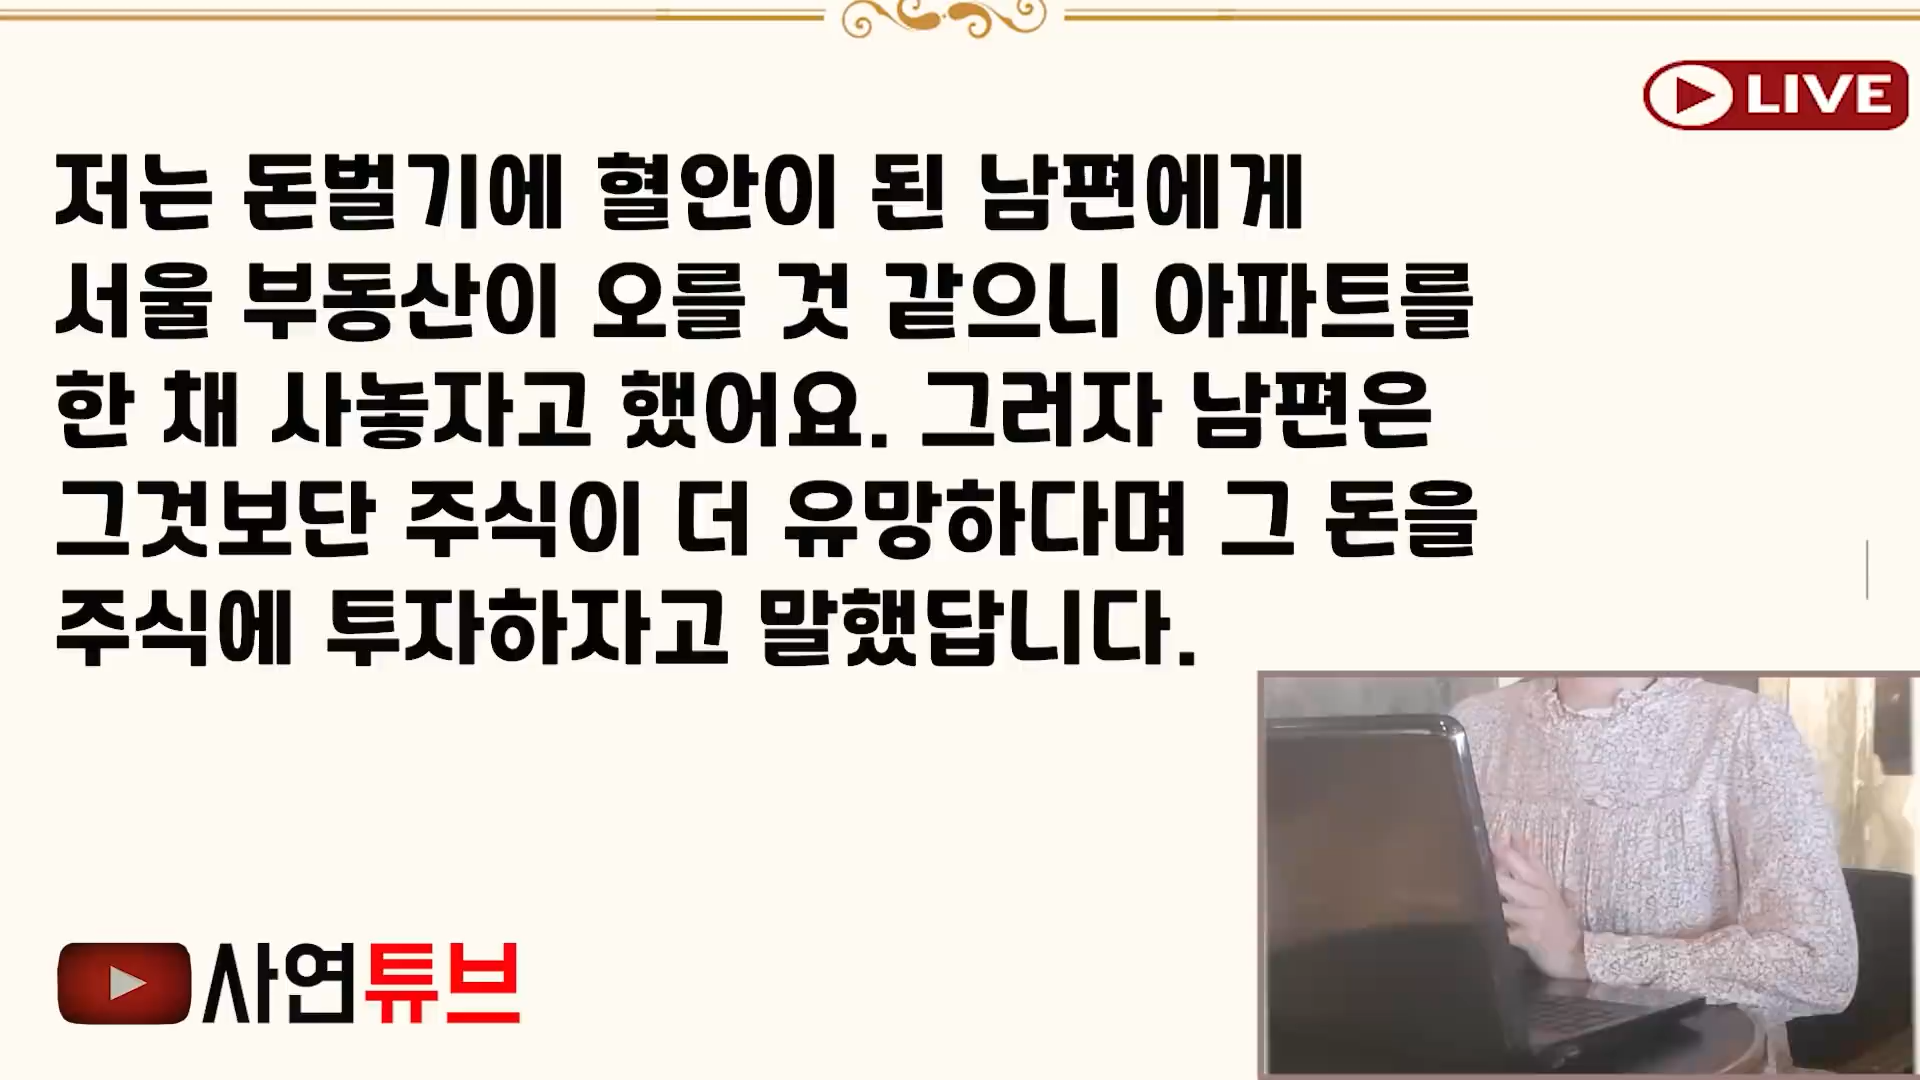 LIVE
저는 돈벌기에 혈안이 된 남편에게
서울 부동산이 오를 것 같으니 아파트를
한 채 사놓자고 했어요. 그러자 남편은
그것보단 주식이 더 유망하다며 그 돈을
주식에 투자하자고 말했답니다.
사연튜브